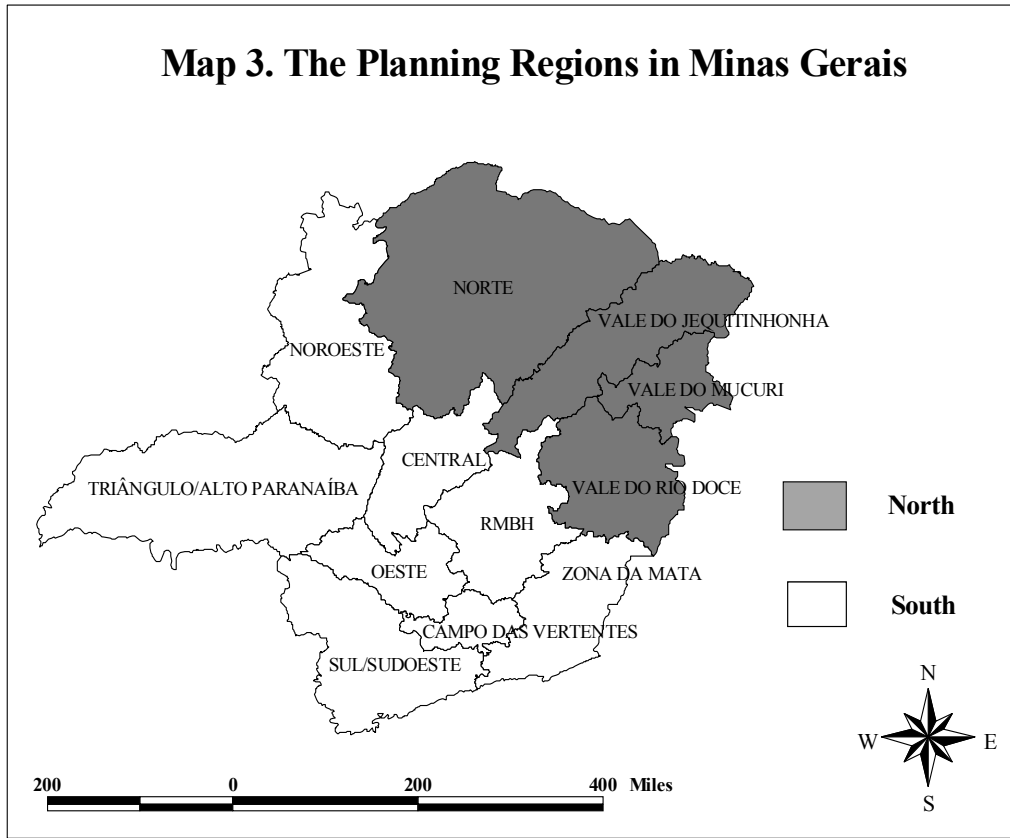 Map 3. The Planning Regions in Minas Gerais
NORTE
VALE DO JEQUITINHONHA
NOROESTE
VALE DO MUCURI
CENTRAL
TRIÂNGULO/ALTO PARANAÍBA
VALE DO RIO DOCE
North
RMBH
OESTE
ZONA DA MATA
South
CAMPO DAS VERTENTES
SUL/SUDOESTE
N
W
E
S
200 0 200 400 Miles